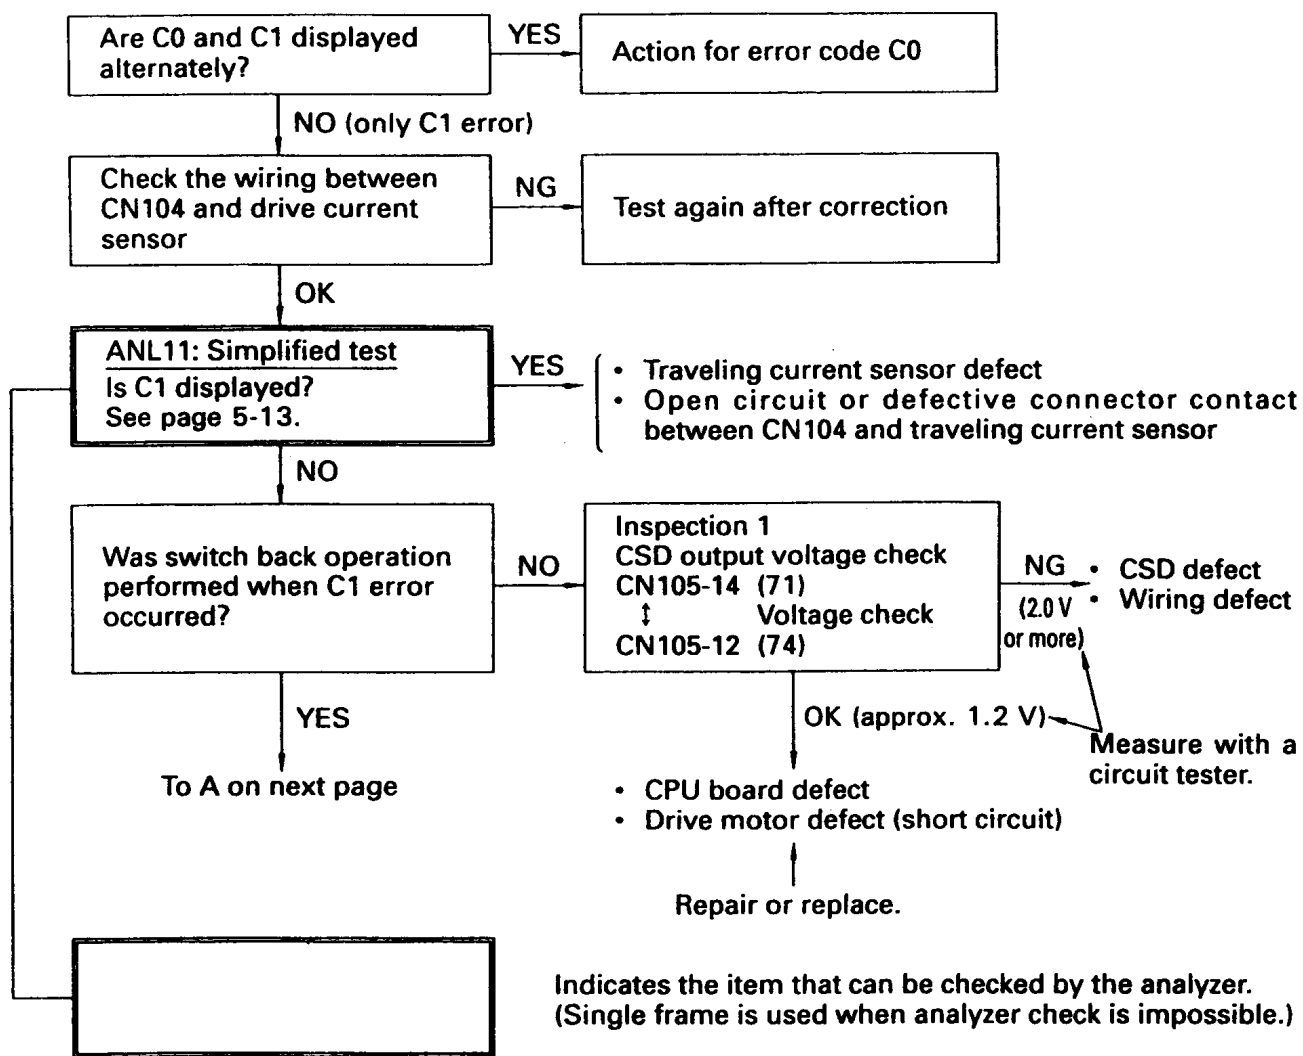 Are C0 and C1 displayed
alternately?
YES
Action for error code C0
NO (only C1 error)
Check the wiring between
CN104 and drive current
sensor
NG
Test again after correction
OK
ANL11: Simplified test
Is C1 displayed?
See page 5-13.
YES
• Traveling current sensor defect
• Open circuit or defective connector contact
between CN104 and traveling current sensor
NO
Was switch back operation
performed when C1 error
occurred?
NO
Inspection 1
CSD output voltage check
CN105-14 (71)
↕ Voltage check
CN105-12 (74)
NG
(2.0 V
or more)
• CSD defect
• Wiring defect
YES
To A on next page
OK (approx. 1.2 V)
Measure with a
circuit tester.
• CPU board defect
• Drive motor defect (short circuit)
Repair or replace.
Indicates the item that can be checked by the analyzer.
(Single frame is used when analyzer check is impossible.)